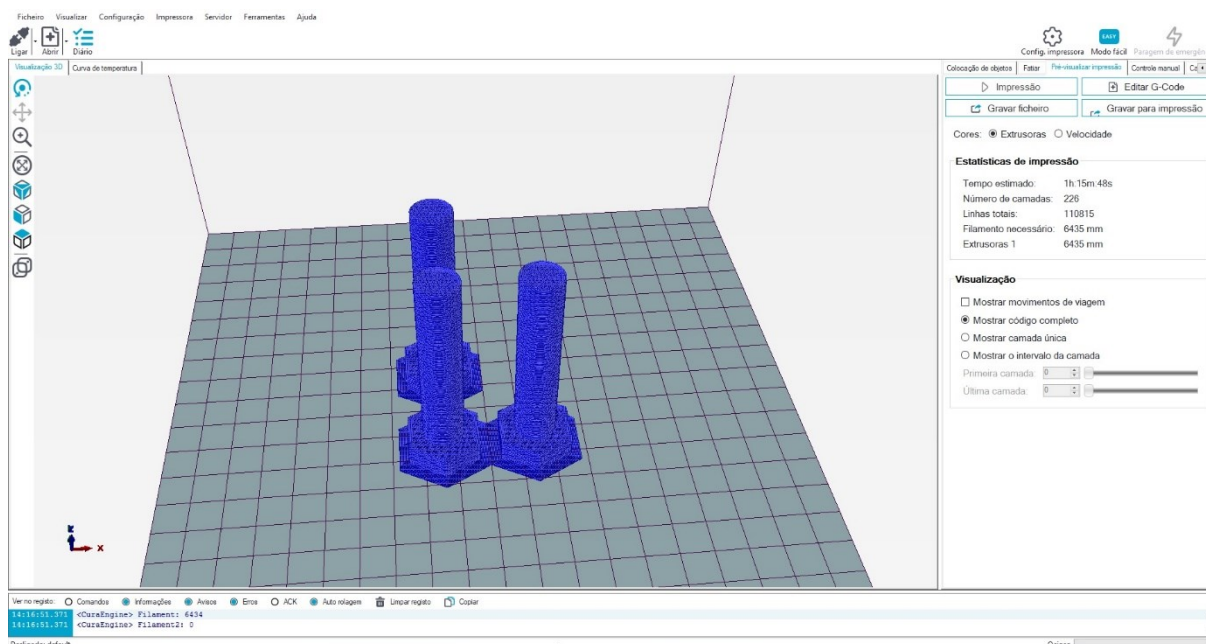 Ficheiro Visualizar Configuração Impressora Servidor Ferramentas Ajuda
Ligar Abrir Diário Config. impressora Modo fácil Paragem de emergên
EASY
Visualização 3D Curva de temperatura
Colocação de objetos Fatiar Pré-visualizar impressão Controle manual
Impressão Editar G-Code
Gravar ficheiro Gravar para impressão
Cores: Extrusoras Velocidade
Estatísticas de impressão
Tempo estimado: 1h:15m:48s
Número de camadas: 226
Linhas totais: 110815
Filamento necessário: 6435 mm
Extrusoras 1 6435 mm
Visualização
Mostrar movimentos de viagem
Mostrar código completo
Mostrar camada única
Mostrar o intervalo da camada
Primeira camada: 0
Última camada: 0
Z
X
Ver no registo: Comandos Informações Avisos Erros ACK Auto rolagem Limpar registo Copiar
14:16:51.371 <CuraEngine> Filament: 6434
14:16:51.371 <CuraEngine> Filament2: 0